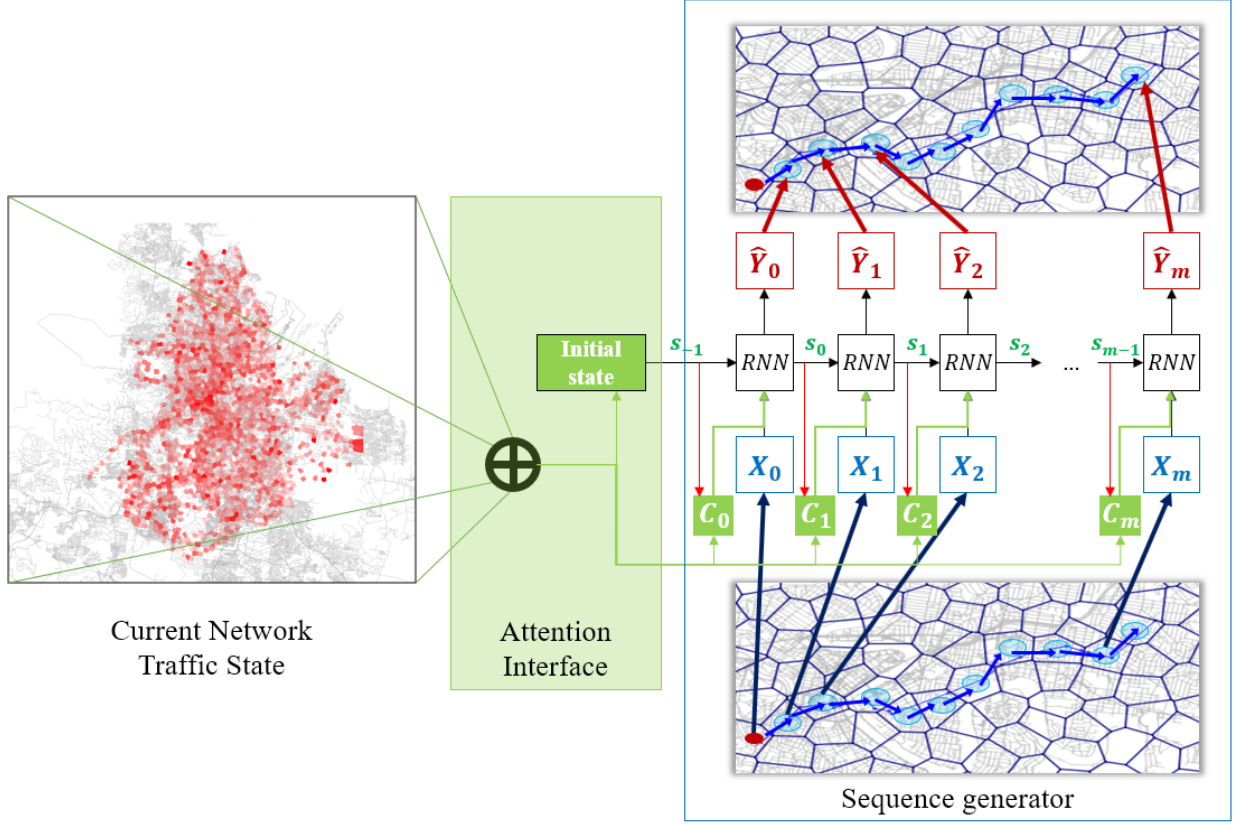 Ŷ₀ Ŷ₁ Ŷ₂ Ŷₘ
Initial
state
s₋₁ RNN s₀ RNN s₁ RNN s₂ ... sₘ₋₁ RNN
X₀ X₁ X₂ Xₘ
C₀ C₁ C₂ Cₘ
Current Network
Traffic State
Attention
Interface
Sequence generator